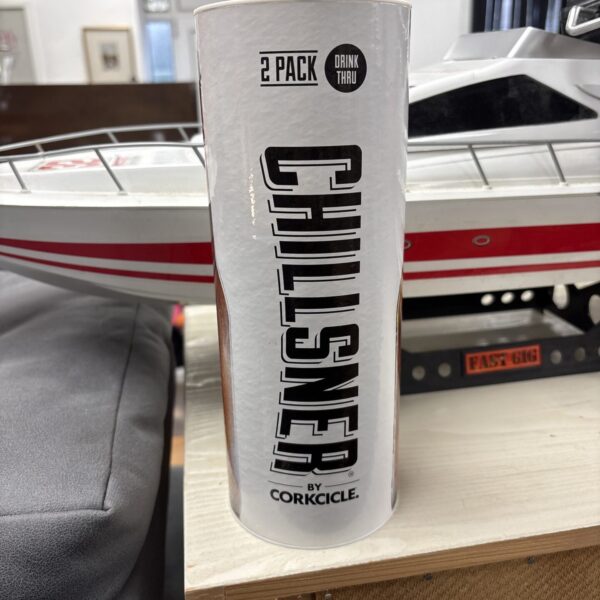 2 PACK
DRINK
THRU
CHILLSNER®
BY
CORKCICLE.
FAST GIG